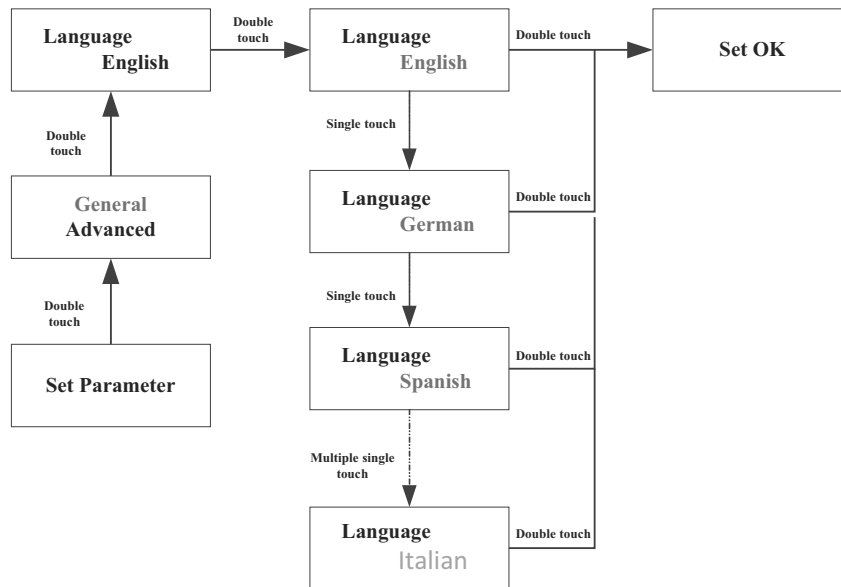 Language
English
Double
touch
Language
English
Double touch
Set OK
Double
touch
Single touch
General
Advanced
Language
German
Double touch
Double
touch
Single touch
Set Parameter
Language
Spanish
Double touch
Multiple single
touch
Language
Italian
Double touch